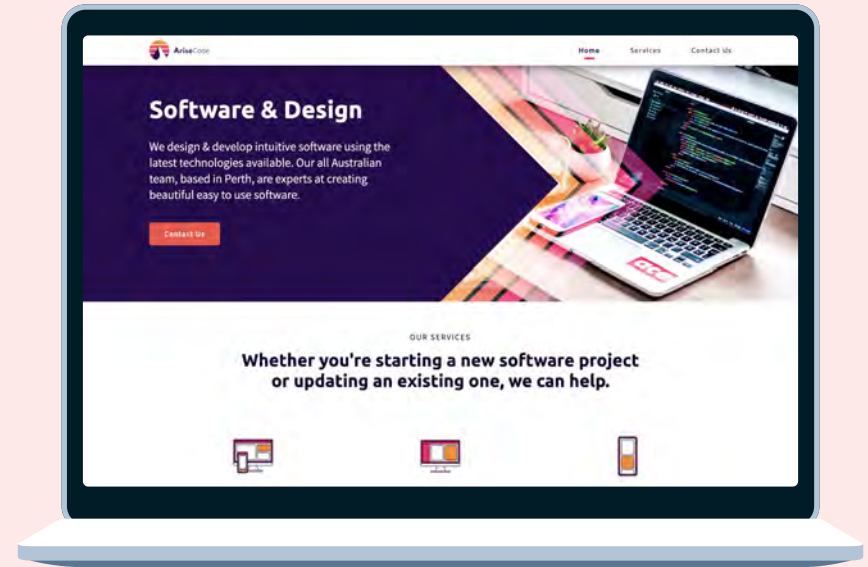 AriseCode
Home Services Contact Us
Software & Design
We design & develop intuitive software using the
latest technologies available. Our all Australian
team, based in Perth, are experts at creating
beautiful easy to use software.
Contact Us
ace
OUR SERVICES
Whether you're starting a new software project
or updating an existing one, we can help.